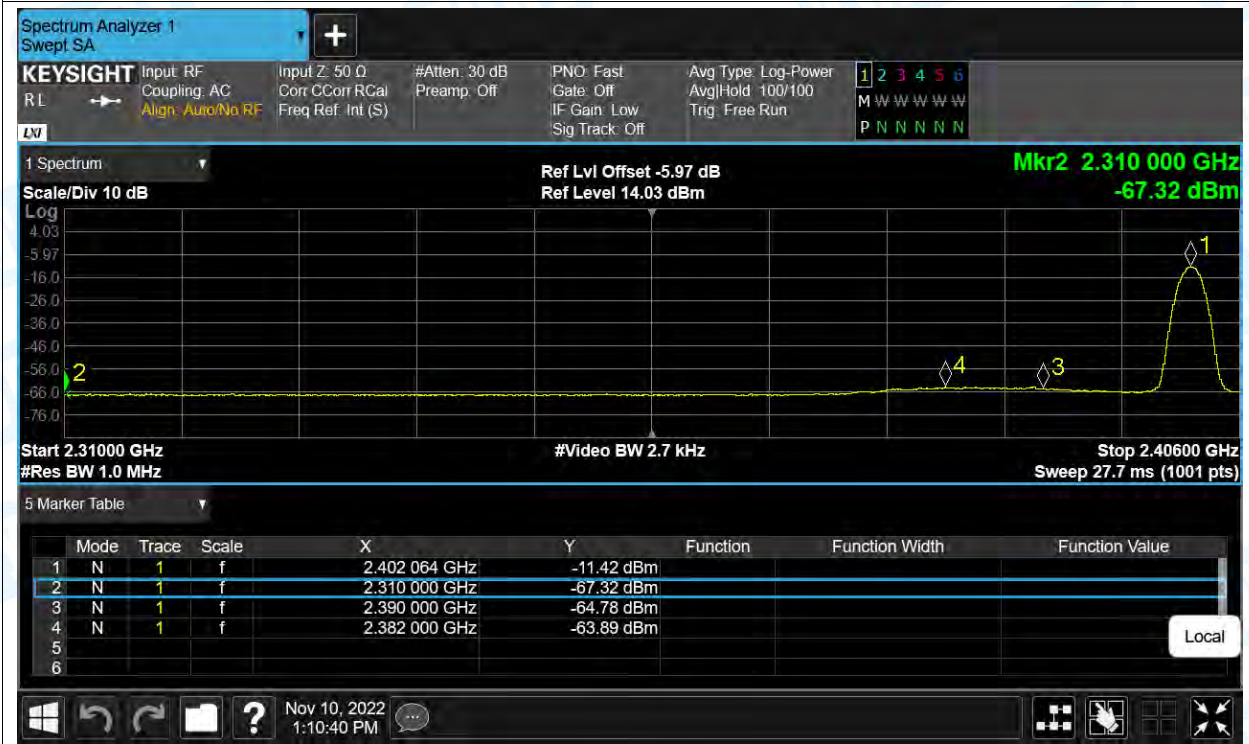 Spectrum Analyzer 1
Swept SA
+
KEYSIGHT
RL
LXI
Input: RF
Coupling: AC
Align: Auto/No RF
Input Z: 50 Ω
Corr CCorr RCal
Freq Ref: Int (S)
#Atten: 30 dB
Preamp: Off
PNO: Fast
Gate: Off
IF Gain: Low
Sig Track: Off
Avg Type: Log-Power
Avg|Hold: 100/100
Trig: Free Run
1 2 3 4 5 6
M W W W W W W
P N N N N N N
1 Spectrum
Scale/Div 10 dB
Ref Lvl Offset -5.97 dB
Ref Level 14.03 dBm
Mkr2 2.310 000 GHz
-67.32 dBm
Log
4.03
-5.97
-16.0
-26.0
-36.0
-46.0
-56.0
-66.0
-76.0
1
2
4
3
Start 2.31000 GHz
#Res BW 1.0 MHz
#Video BW 2.7 kHz
Stop 2.40600 GHz
Sweep 27.7 ms (1001 pts)
5 Marker Table
Mode Trace Scale X Y Function Function Width Function Value
1 N 1 f 2.402 064 GHz -11.42 dBm
2 N 1 f 2.310 000 GHz -67.32 dBm
3 N 1 f 2.390 000 GHz -64.78 dBm
4 N 1 f 2.382 000 GHz -63.89 dBm
5
6
Local
?
Nov 10, 2022
1:10:40 PM